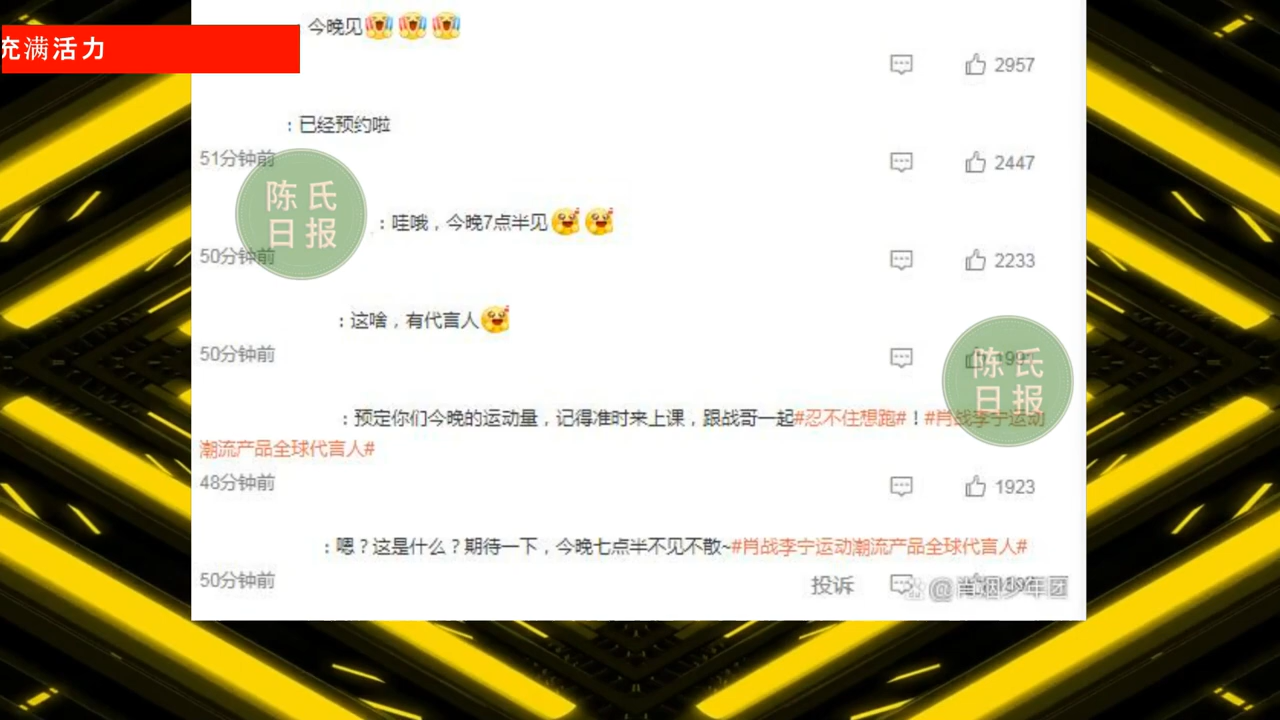 今晚见
充满活力
2957
：已经预约啦
51分钟前
2447
陈氏
日报
：哇哦，今晚7点半见
50分钟前
2233
：这啥，有代言人
50分钟前
陈氏
日报
：预定你们今晚的运动量，记得准时来上课，跟战哥一起#忍不住想跑#！#肖战李宁运动
潮流产品全球代言人#
48分钟前
1923
：嗯？这是什么？期待一下，今晚七点半不见不散~#肖战李宁运动潮流产品全球代言人#
50分钟前
投诉